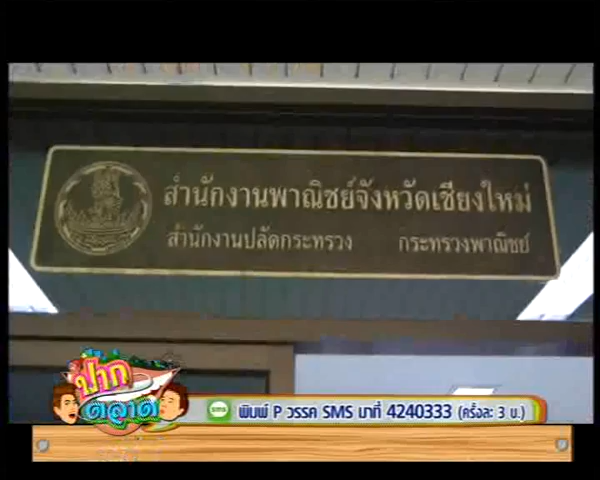 สำนักงานพาณิชย์จังหวัดเชียงใหม่
สำนักงานปลัดกระทรวง กระทรวงพาณิชย์
ปากตลาด
sms พิมพ์ P วรรค SMS มาที่ 4240333 (ครั้งละ 3 บ.)